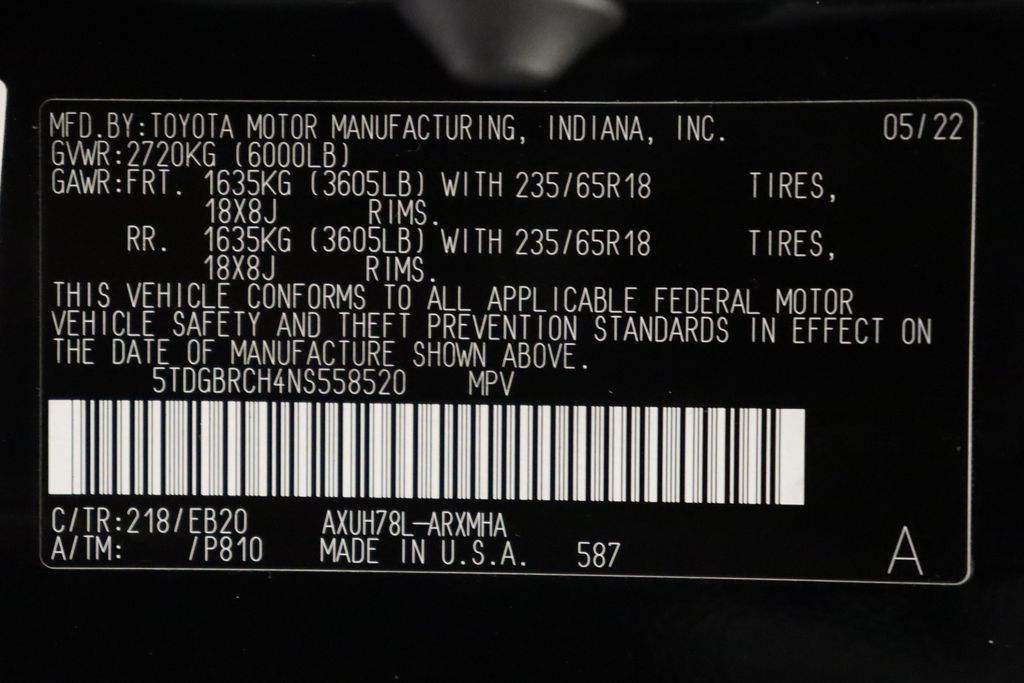 MFD.BY:TOYOTA MOTOR MANUFACTURING, INDIANA, INC. 05/22
GVWR:2720KG (6000LB)
GAWR:FRT. 1635KG (3605LB) WITH 235/65R18 TIRES,
18X8J RIMS.
RR. 1635KG (3605LB) WITH 235/65R18 TIRES,
18X8J RIMS.
THIS VEHICLE CONFORMS TO ALL APPLICABLE FEDERAL MOTOR
VEHICLE SAFETY AND THEFT PREVENTION STANDARDS IN EFFECT ON
THE DATE OF MANUFACTURE SHOWN ABOVE.
5TDGBRCH4NS558520 MPV
C/TR:218/EB20 AXUH78L-ARXMHA
A/TM: /P810 MADE IN U.S.A. 587 A